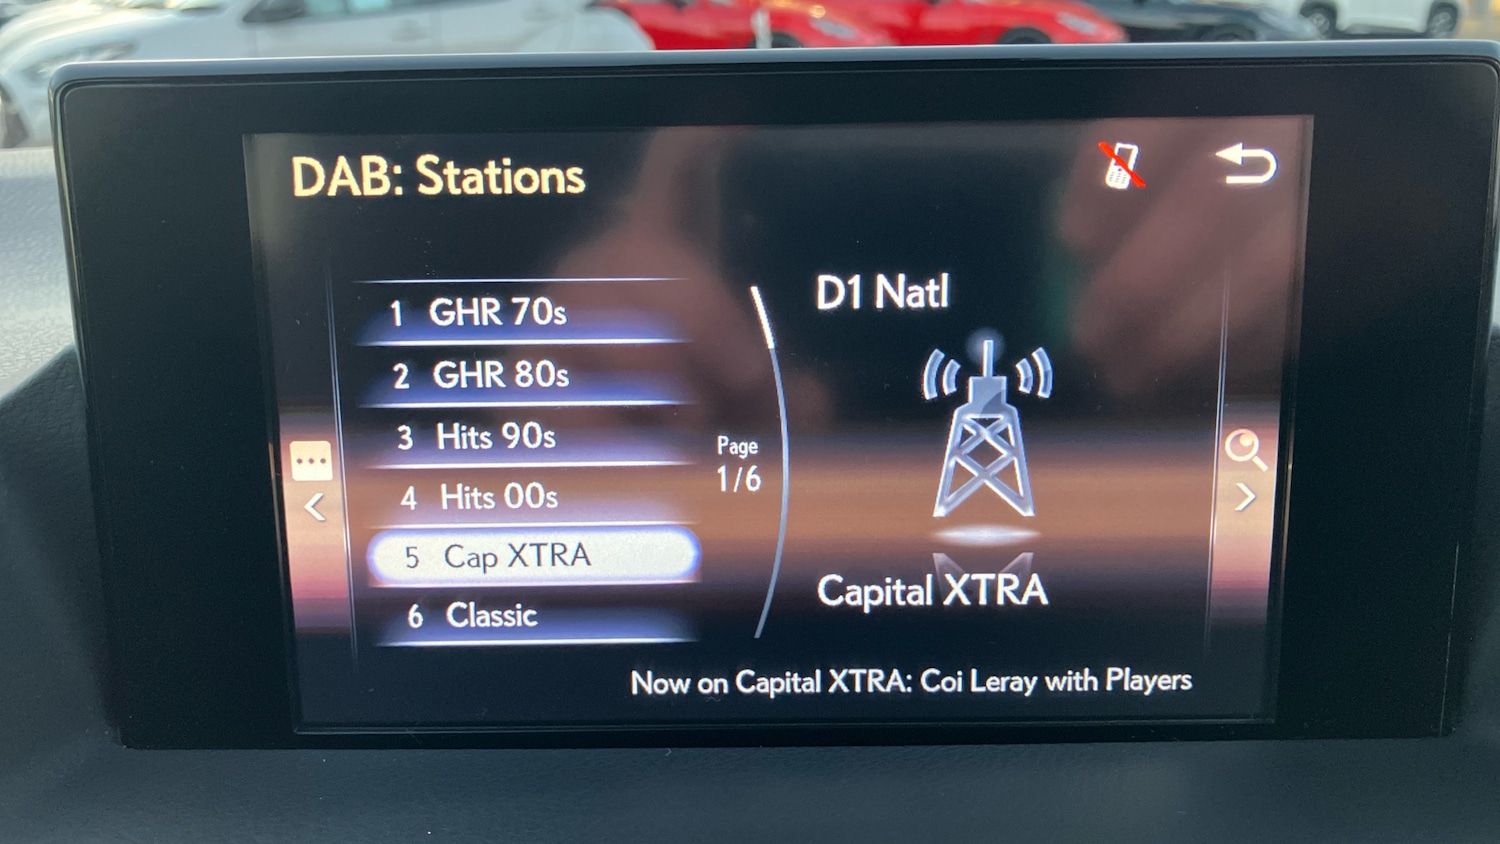 DAB: Stations
1 GHR 70s
2 GHR 80s
3 Hits 90s
4 Hits 00s
5 Cap XTRA
6 Classic
Page
1/6
D1 Natl
Capital XTRA
Now on Capital XTRA: Coi Leray with Players